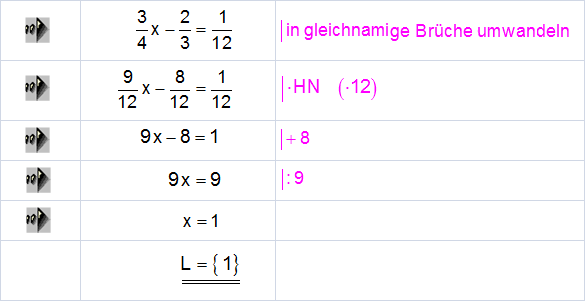 3/4 x − 2/3 = 1/12 | in gleichnamige Brüche umwandeln
9/12 x − 8/12 = 1/12 | ·HN (·12)
9x − 8 = 1 | + 8
9x = 9 | : 9
x = 1
L = { 1 }